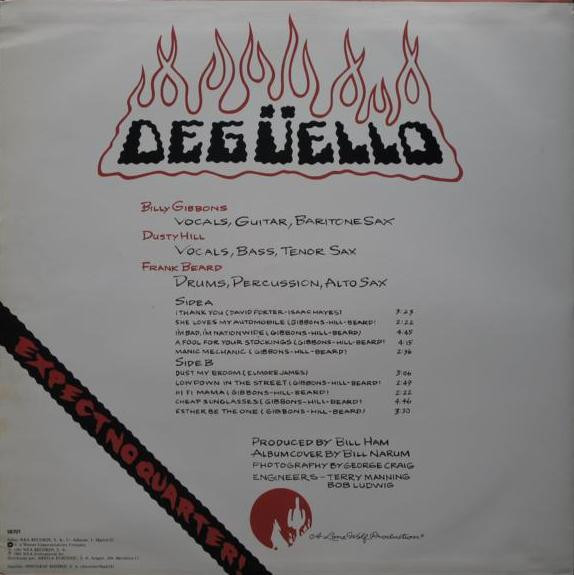 DEGÜELLO
BILLY GIBBONS
VOCALS, GUITAR, BARITONE SAX
DUSTY HILL
VOCALS, BASS, TENOR SAX
FRANK BEARD
DRUMS, PERCUSSION, ALTO SAX
SIDE A
I THANK YOU (DAVID PORTER-ISAAC HAYES) 3:23
SHE LOVES MY AUTOMOBILE (GIBBONS-HILL-BEARD) 2:22
I'M BAD, I'M NATIONWIDE (GIBBONS-HILL-BEARD) 4:45
A FOOL FOR YOUR STOCKINGS (GIBBONS-HILL-BEARD) 4:15
MANIC MECHANIC (GIBBONS-HILL-BEARD) 2:36
SIDE B
DUST MY BROOM (ELMORE JAMES) 3:06
LOWDOWN IN THE STREET (GIBBONS-HILL-BEARD) 2:49
HI FI MAMA (GIBBONS-HILL-BEARD) 2:22
CHEAP SUNGLASSES (GIBBONS-HILL-BEARD) 4:46
ESTHER BE THE ONE (GIBBONS-HILL-BEARD) 3:30
EXPECT NO QUARTER!
PRODUCED BY BILL HAM
ALBUM COVER BY BILL NARUM
PHOTOGRAPHY BY GEORGE CRAIG
ENGINEERS - TERRY MANNING
BOB LUDWIG
A Lone Wolf Production